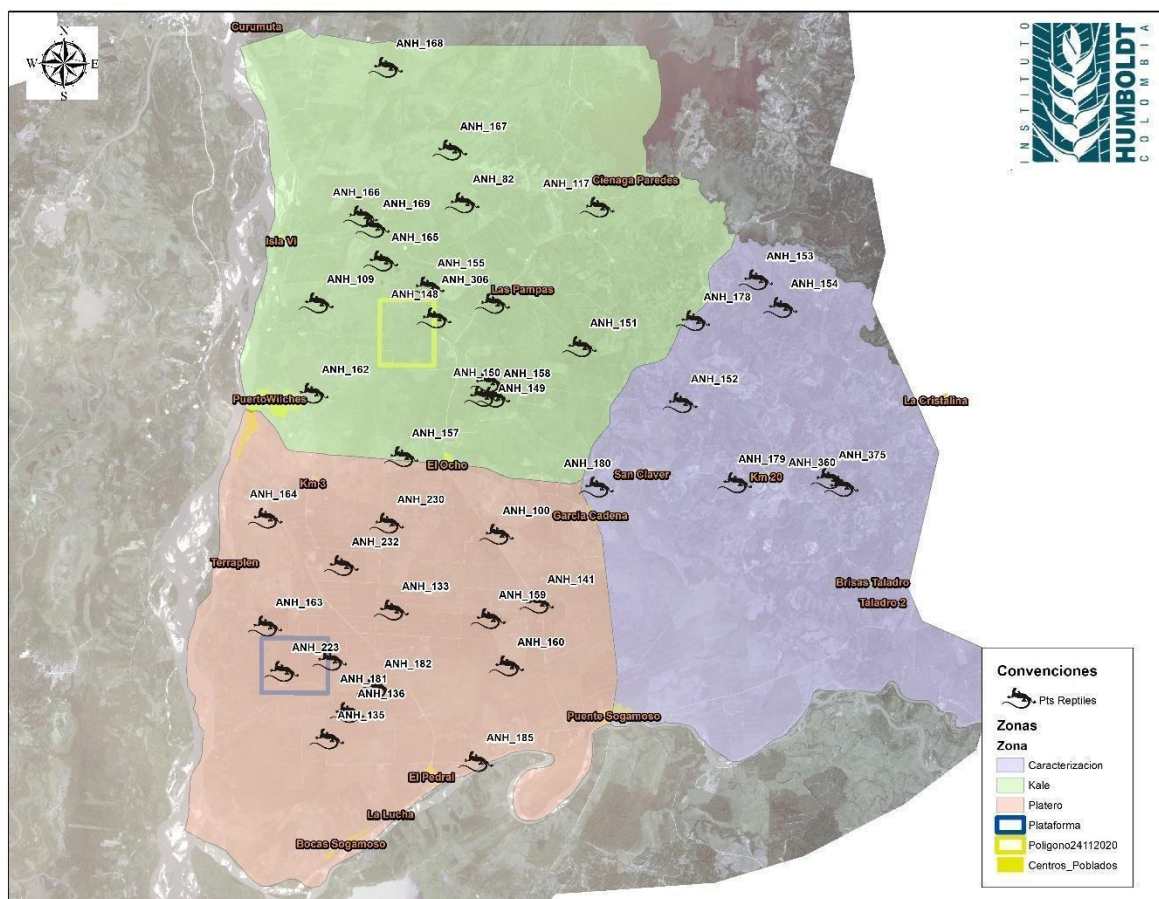 Curumuta
N
W E
S
INSTITUTO
HUMBOLDT
COLOMBIA
ANH_168
ANH_167
ANH_82
ANH_117
Cienaga Paredes
ANH_166
ANH_169
Isla Vi
ANH_165
ANH_155
ANH_306
Las Pampas
ANH_109
ANH_148
ANH_153
ANH_154
ANH_178
ANH_151
ANH_162
PuertoWilches
ANH_150
ANH_158
ANH_149
ANH_152
La Cristalina
ANH_157
El Ocho
ANH_180
San Claver
ANH_179
Km 20
ANH_360
ANH_375
Km 3
ANH_164
ANH_230
ANH_100
Garcia Cadena
Terraplen
ANH_232
ANH_133
ANH_159
ANH_141
Brisas Taladro
Taladro 2
ANH_163
ANH_223
ANH_160
ANH_182
ANH_181
ANH_136
ANH_135
Puente Sogamoso
ANH_185
El Pedral
La Lucha
Bocas Sogamoso
Convenciones
Pts Reptiles
Zonas
Zona
Caracterizacion
Kale
Platero
Plataforma
Poligono24112020
Centros_Poblados